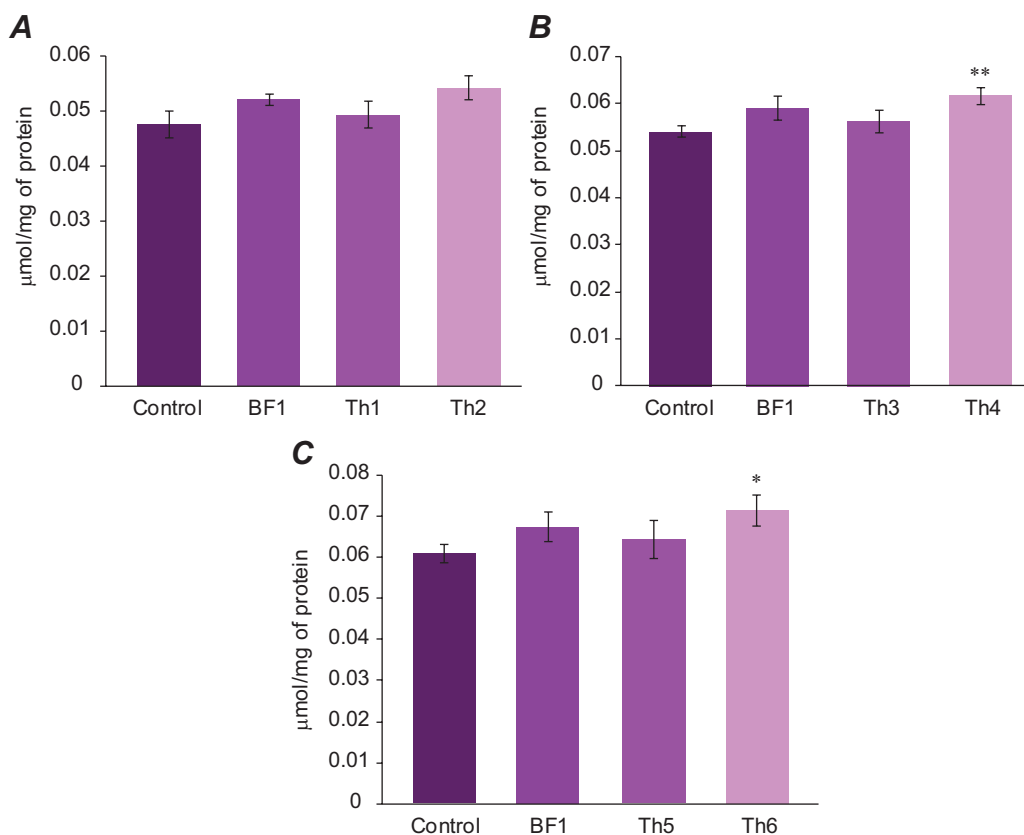 A
μmol/mg of protein
0.06
0.05
0.04
0.03
0.02
0.01
0
Control BF1 Th1 Th2
B
μmol/mg of protein
0.07
0.06
0.05
0.04
0.03
0.02
0.01
0
**
Control BF1 Th3 Th4
C
μmol/mg of protein
0.08
0.07
0.06
0.05
0.04
0.03
0.02
0.01
0
*
Control BF1 Th5 Th6